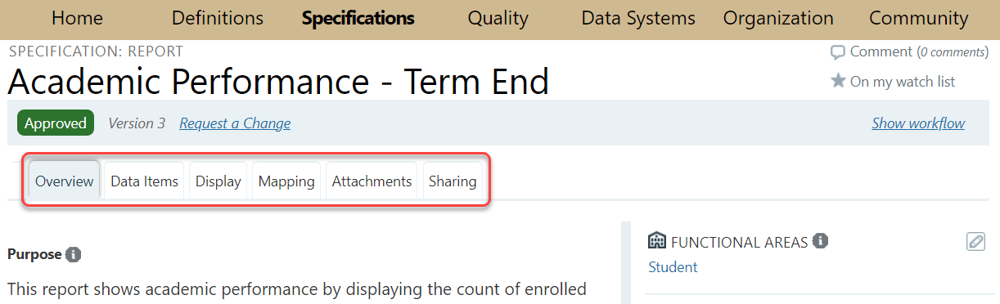 Home Definitions Specifications Quality Data Systems Organization Community
SPECIFICATION: REPORT
Comment (0 comments)
Academic Performance - Term End
On my watch list
Approved Version 3 Request a Change Show workflow
Overview Data Items Display Mapping Attachments Sharing
Purpose
This report shows academic performance by displaying the count of enrolled
FUNCTIONAL AREAS
Student